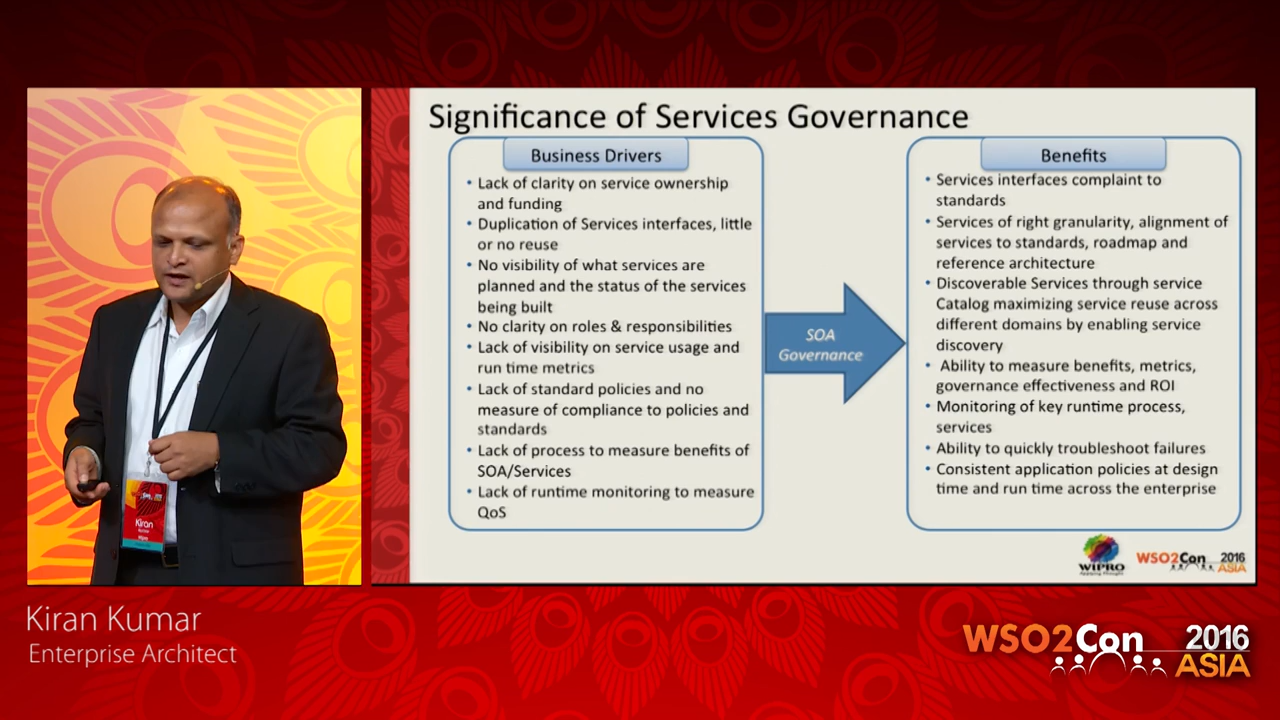 Significance of Services Governance
Business Drivers
• Lack of clarity on service ownership
and funding
• Duplication of Services interfaces, little
or no reuse
• No visibility of what services are
planned and the status of the services
being built
• No clarity on roles & responsibilities
• Lack of visibility on service usage and
run time metrics
• Lack of standard policies and no
measure of compliance to policies and
standards
• Lack of process to measure benefits of
SOA/Services
• Lack of runtime monitoring to measure
QoS
SOA
Governance
Benefits
• Services interfaces complaint to
standards
• Services of right granularity, alignment of
services to standards, roadmap and
reference architecture
• Discoverable Services through service
Catalog maximizing service reuse across
different domains by enabling service
discovery
• Ability to measure benefits, metrics,
governance effectiveness and ROI
• Monitoring of key runtime process,
services
• Ability to quickly troubleshoot failures
• Consistent application policies at design
time and run time across the enterprise
WIPRO
WSO2Con 2016
ASIA
Kiran
Kiran Kumar
Enterprise Architect
WSO2Con 2016
ASIA